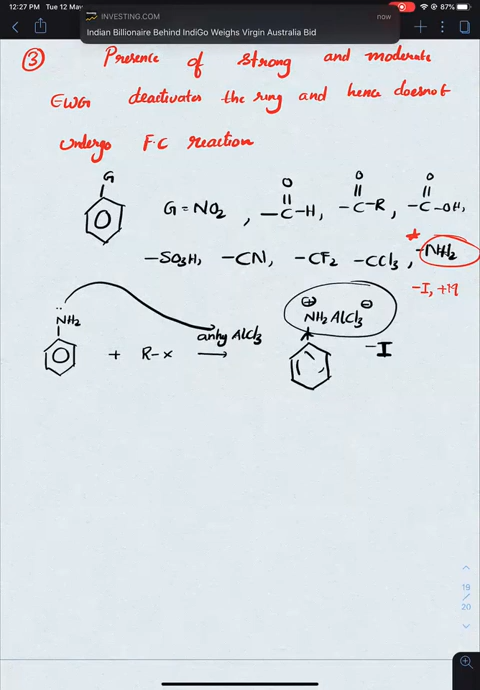 12:27 PM Tue 12 May
87%
INVESTING.COM
now
Indian Billionaire Behind IndiGo Weighs Virgin Australia Bid
③ Presence of strong and moderate
EWG deactivates the ring and hence doesnot
undergo F.C reaction
G
G = NO2, -C-H, -C-R, -C-OH,
O O O
-SO3H, -CN, -CF2 -CCl3, -NH2
-I, +M
NH2
+ R-x anhy AlCl3
⊕ ⊖
NH2 AlCl3
-I
19
/
20